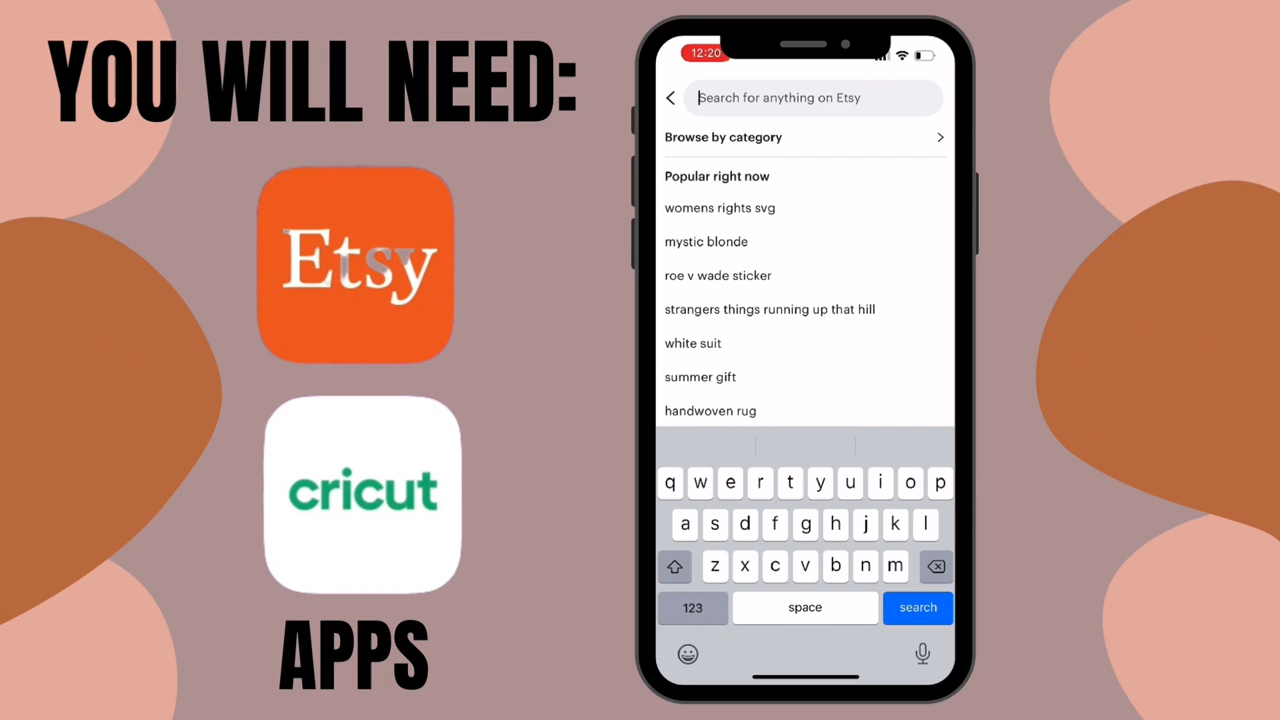 YOU WILL NEED:
Etsy
cricut
APPS
12:20
Search for anything on Etsy
Browse by category
Popular right now
womens rights svg
mystic blonde
roe v wade sticker
strangers things running up that hill
white suit
summer gift
handwoven rug
q w e r t y u i o p
a s d f g h j k l
z x c v b n m
123 space search